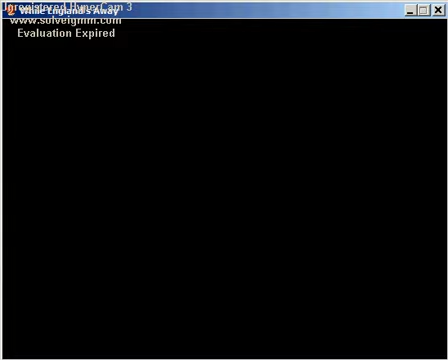 Unregistered HyperCam 3
While England's Away
www.solveigmm.com
Evaluation Expired